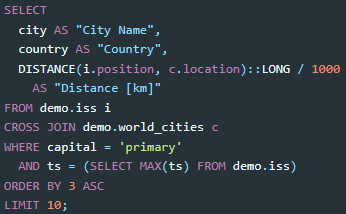 SELECT
city AS "City Name",
country AS "Country",
DISTANCE(i.position, c.location)::LONG / 1000
AS "Distance [km]"
FROM demo.iss i
CROSS JOIN demo.world_cities c
WHERE capital = 'primary'
AND ts = (SELECT MAX(ts) FROM demo.iss)
ORDER BY 3 ASC
LIMIT 10;